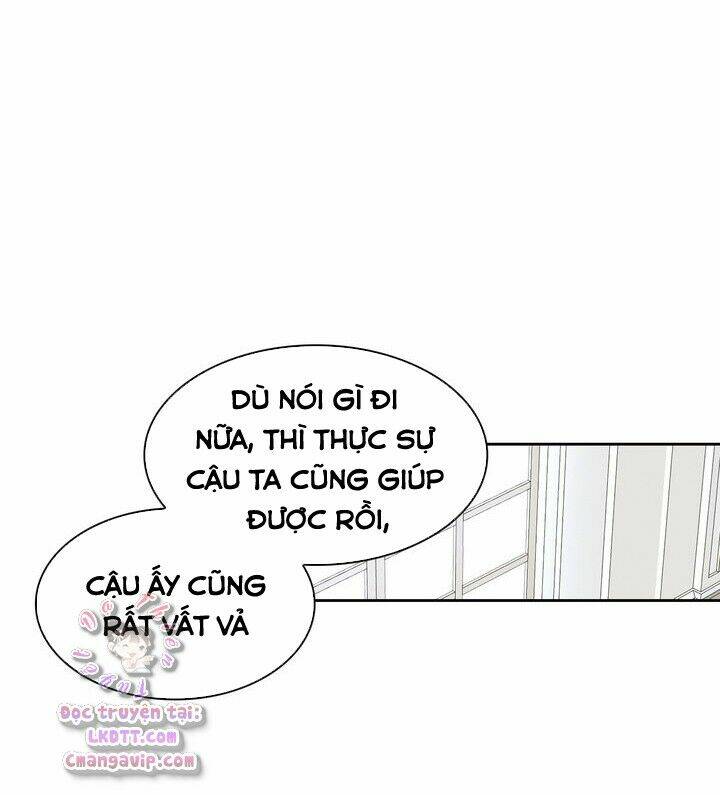 DÙ NÓI GÌ ĐI
NỮA, THÌ THỰC SỰ
CẬU TA CŨNG GIÚP
ĐƯỢC RỒI,
CẬU ẤY CŨNG
RẤT VẤT VẢ
Đọc truyện tại:
LKDTT.com
Cmangavip.com